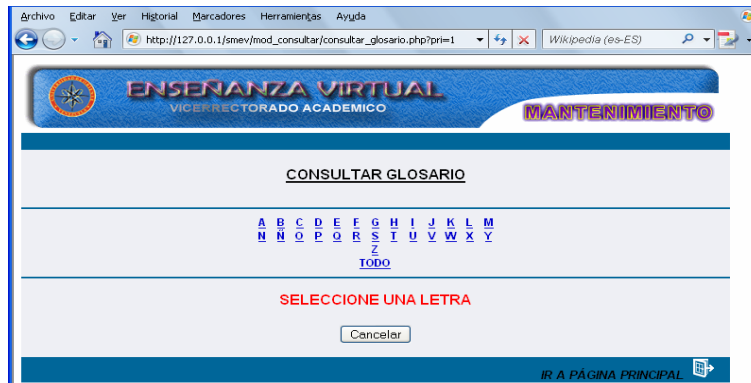 Archivo Editar Ver Historial Marcadores Herramientas Ayuda
http://127.0.0.1/smev/mod_consultar/consultar_glosario.php?pri=1 Wikipedia (es-ES)
ENSEÑANZA VIRTUAL
VICERRECTORADO ACADEMICO
MANTENIMIENTO
CONSULTAR GLOSARIO
A B C D E F G H I J K L M
N Ñ O P Q R S T U V W X Y
Z
TODO
SELECCIONE UNA LETRA
Cancelar
IR A PÁGINA PRINCIPAL